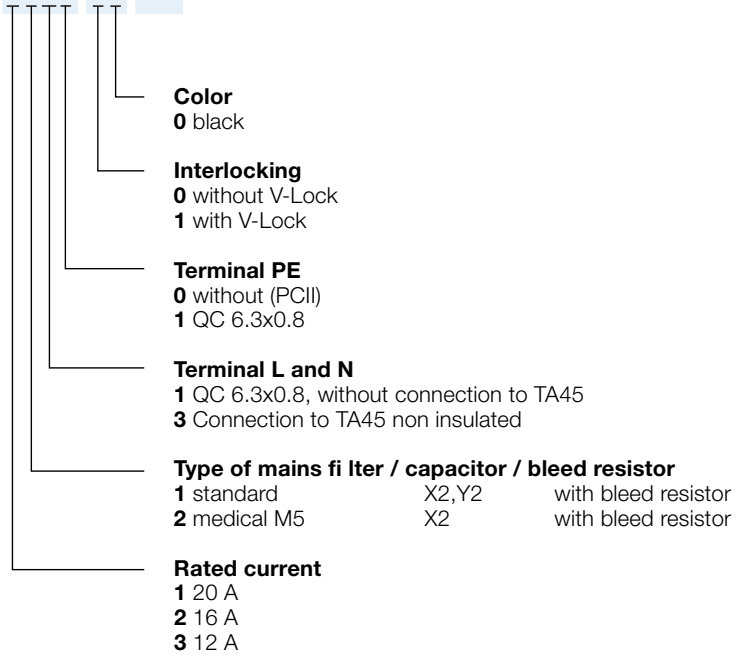 Color
0 black
Interlocking
0 without V-Lock
1 with V-Lock
Terminal PE
0 without (PCII)
1 QC 6.3x0.8
Terminal L and N
1 QC 6.3x0.8, without connection to TA45
3 Connection to TA45 non insulated
Type of mains fi lter / capacitor / bleed resistor
1 standard X2,Y2 with bleed resistor
2 medical M5 X2 with bleed resistor
Rated current
1 20 A
2 16 A
3 12 A